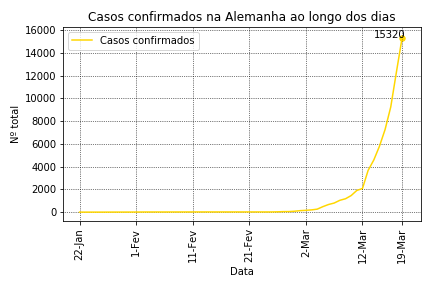 Casos confirmados na Alemanha ao longo dos dias
Casos confirmados
15320
Nº total
16000
14000
12000
10000
8000
6000
4000
2000
0
22-Jan
1-Fev
11-Fev
21-Fev
2-Mar
12-Mar
19-Mar
Data